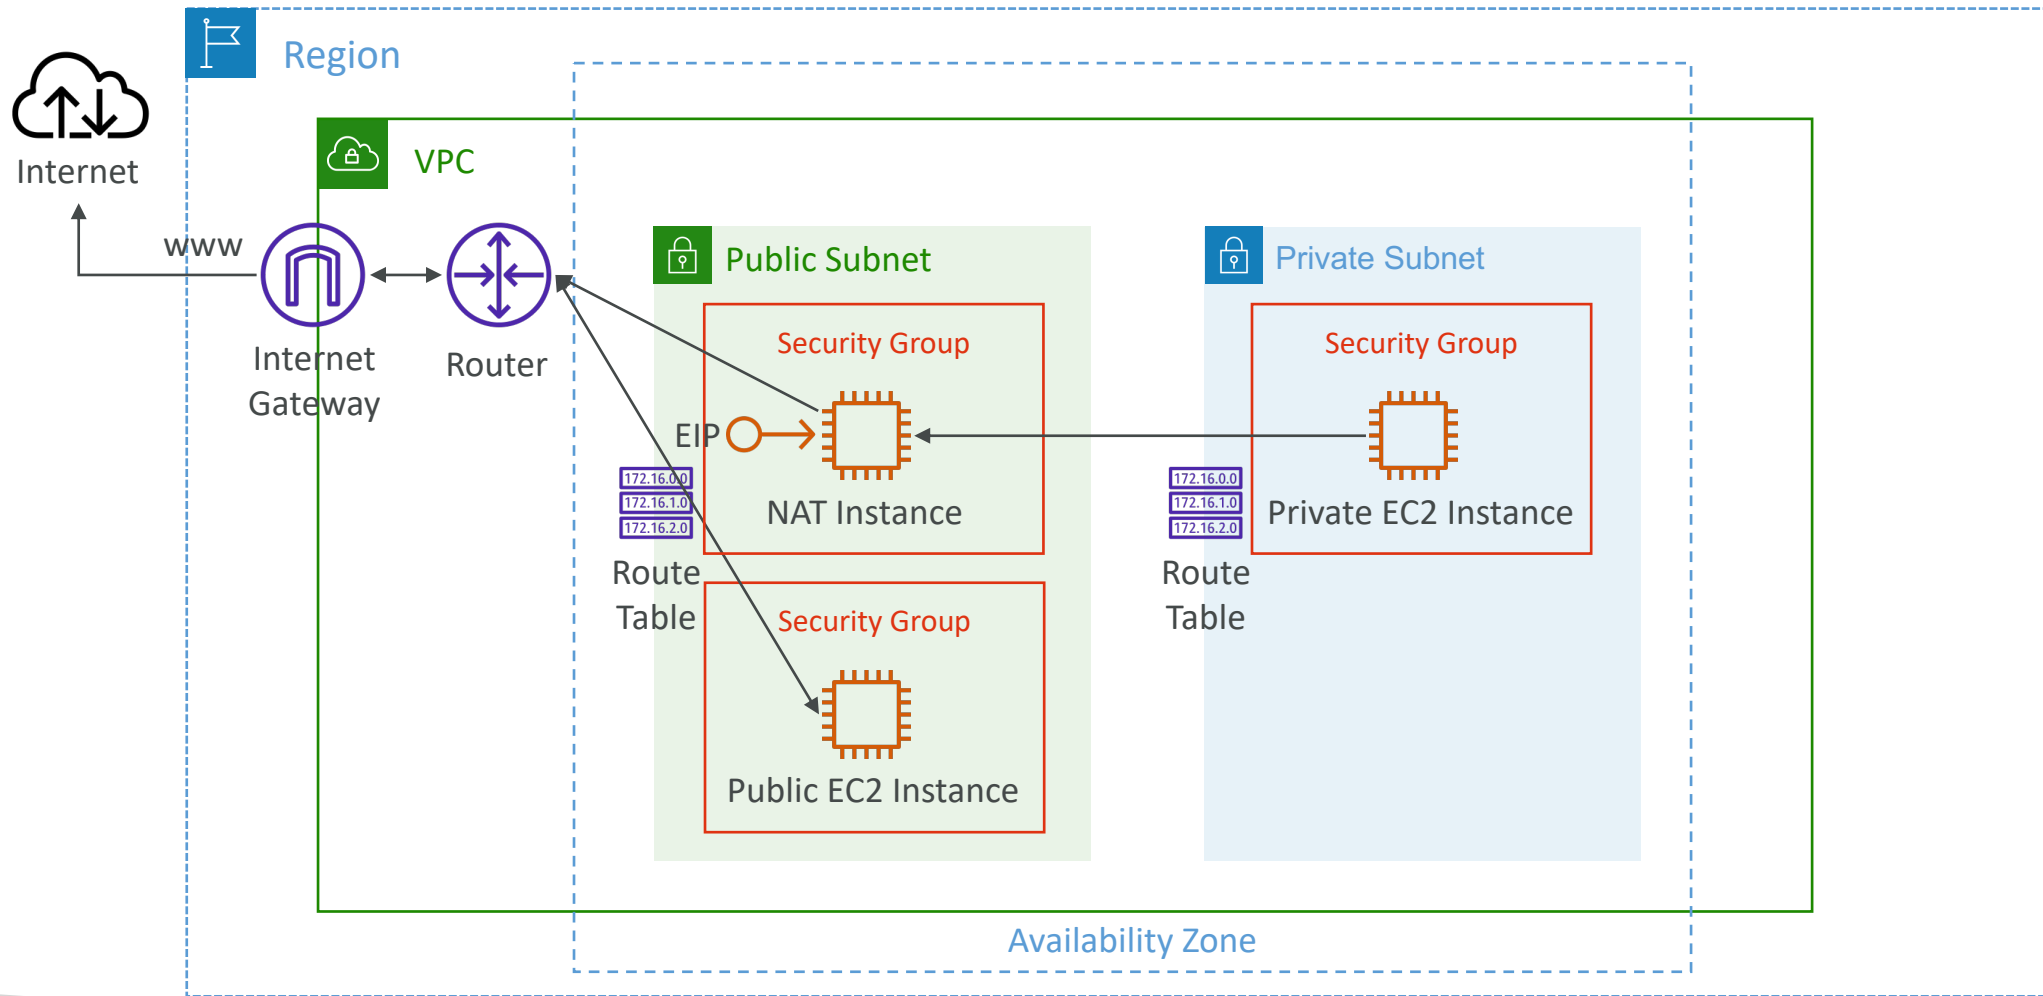 Region
Internet
VPC
www
Internet
Gateway
Router
Public Subnet
Security Group
EIP
NAT Instance
172.16.0.0
172.16.1.0
172.16.2.0
Route
Table
Security Group
Public EC2 Instance
Private Subnet
Security Group
172.16.0.0
172.16.1.0
172.16.2.0
Private EC2 Instance
Route
Table
Availability Zone